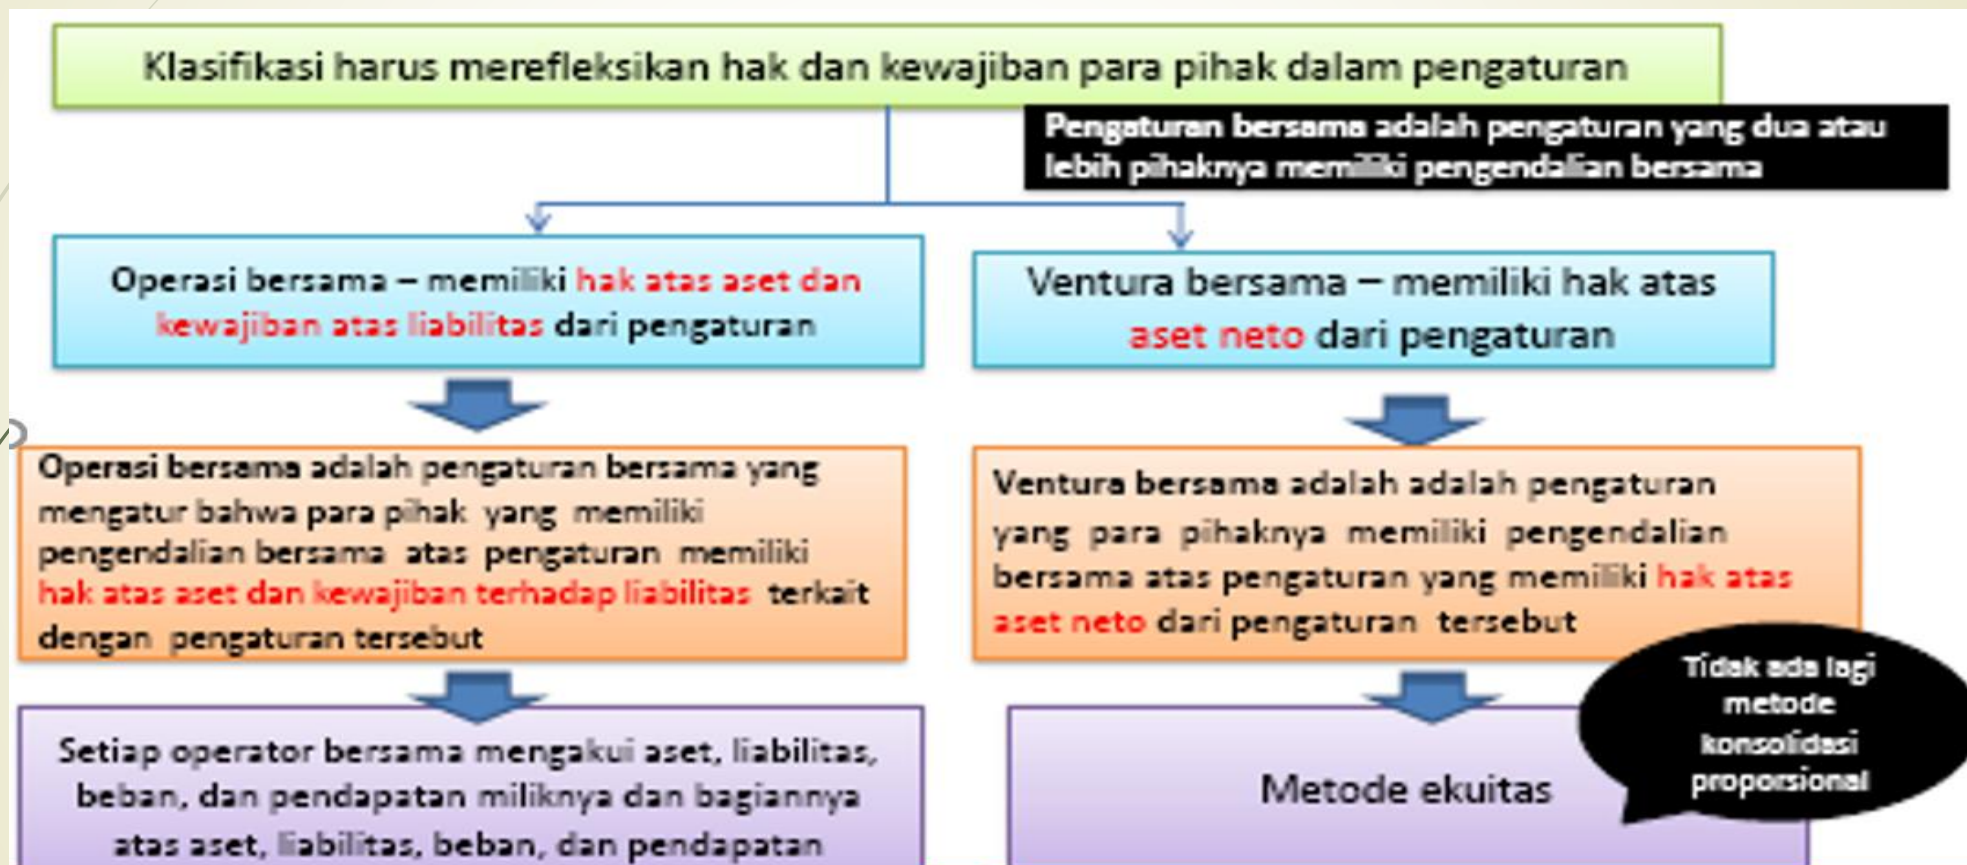 Klasifikasi harus merefleksikan hak dan kewajiban para pihak dalam pengaturan
Pengaturan bersama adalah pengaturan yang dua atau
lebih pihaknya memiliki pengendalian bersama
Operasi bersama – memiliki hak atas aset dan
kewajiban atas liabilitas dari pengaturan
Ventura bersama – memiliki hak atas
aset neto dari pengaturan
Operasi bersama adalah pengaturan bersama yang
mengatur bahwa para pihak yang memiliki
pengendalian bersama atas pengaturan memiliki
hak atas aset dan kewajiban terhadap liabilitas terkait
dengan pengaturan tersebut
Ventura bersama adalah adalah pengaturan
yang para pihaknya memiliki pengendalian
bersama atas pengaturan yang memiliki hak atas
aset neto dari pengaturan tersebut
Setiap operator bersama mengakui aset, liabilitas,
beban, dan pendapatan miliknya dan bagiannya
atas aset, liabilitas, beban, dan pendapatan
Metode ekuitas
Tidak ada lagi
metode
konsolidasi
proporsional